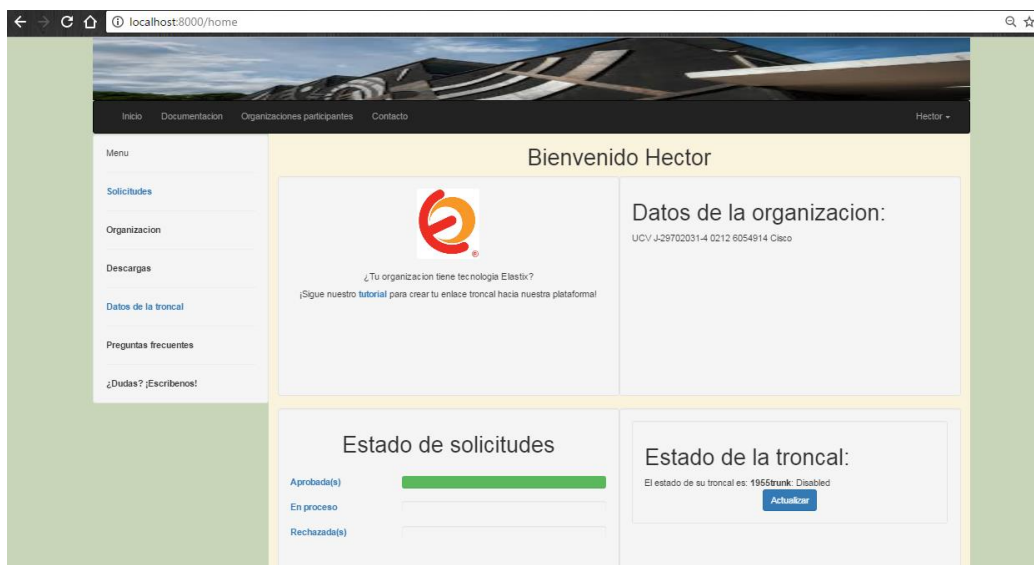 localhost:8000/home
Inicio Documentacion Organizaciones participantes Contacto Hector
Menu
Solicitudes
Organizacion
Descargas
Datos de la troncal
Preguntas frecuentes
¿Dudas? ¡Escribenos!
Bienvenido Hector
¿Tu organizacion tiene tecnologia Elastix?
¡Sigue nuestro tutorial para crear tu enlace troncal hacia nuestra plataforma!
Datos de la organizacion:
UCV J-29702031-4 0212 6054914 Cisco
Estado de solicitudes
Aprobada(s)
En proceso
Rechazada(s)
Estado de la troncal:
El estado de su troncal es: 1955trunk: Disabled
Actualizar